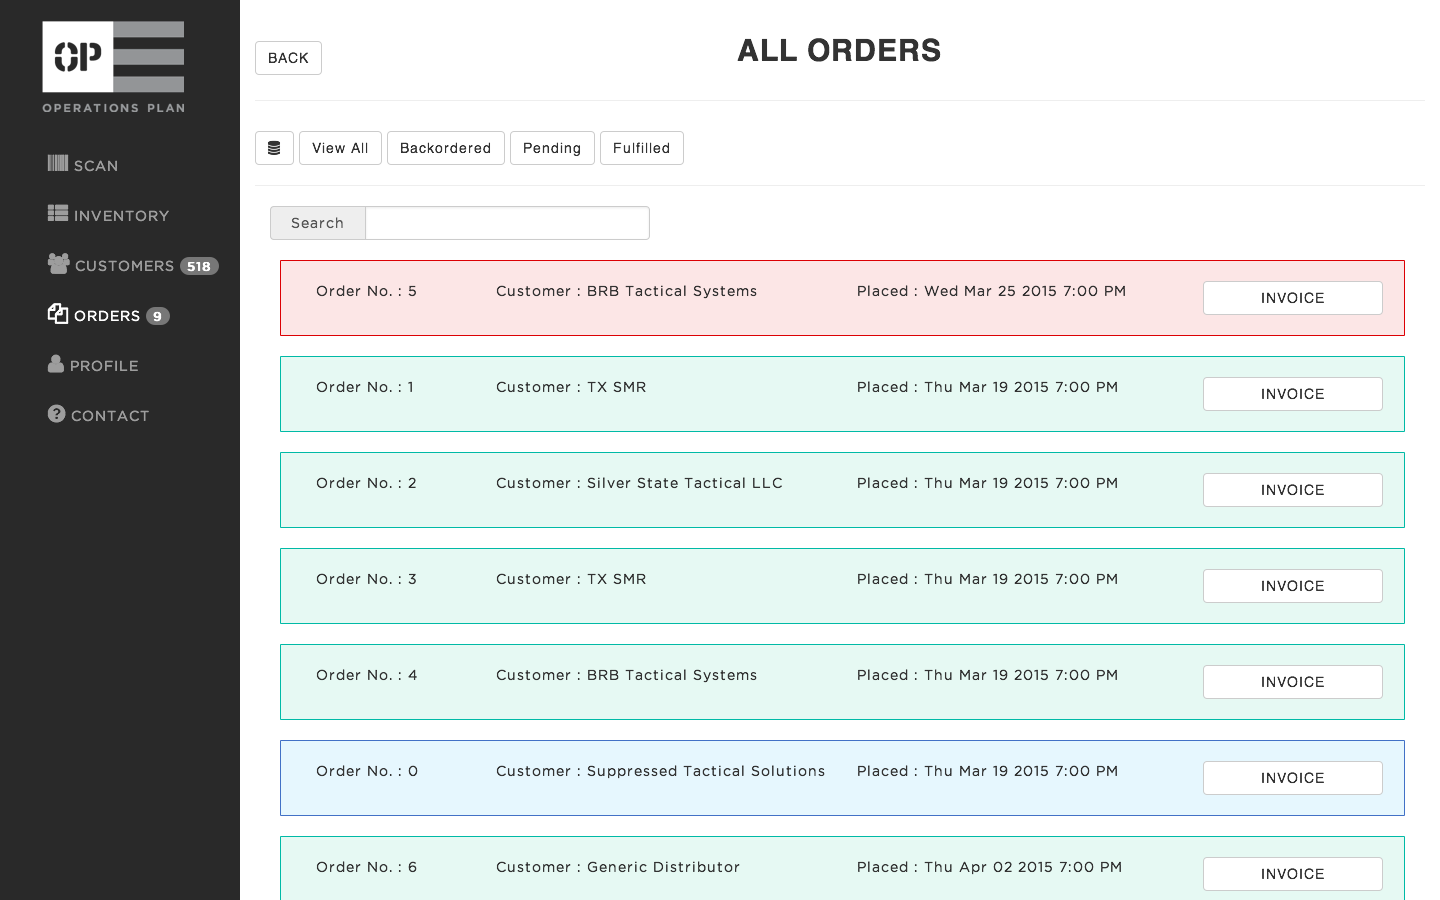 OP
OPERATIONS PLAN
SCAN
INVENTORY
CUSTOMERS 518
ORDERS 9
PROFILE
? CONTACT
BACK
ALL ORDERS
View All Backordered Pending Fulfilled
Search
Order No. : 5 Customer : BRB Tactical Systems Placed : Wed Mar 25 2015 7:00 PM INVOICE
Order No. : 1 Customer : TX SMR Placed : Thu Mar 19 2015 7:00 PM INVOICE
Order No. : 2 Customer : Silver State Tactical LLC Placed : Thu Mar 19 2015 7:00 PM INVOICE
Order No. : 3 Customer : TX SMR Placed : Thu Mar 19 2015 7:00 PM INVOICE
Order No. : 4 Customer : BRB Tactical Systems Placed : Thu Mar 19 2015 7:00 PM INVOICE
Order No. : 0 Customer : Suppressed Tactical Solutions Placed : Thu Mar 19 2015 7:00 PM INVOICE
Order No. : 6 Customer : Generic Distributor Placed : Thu Apr 02 2015 7:00 PM INVOICE